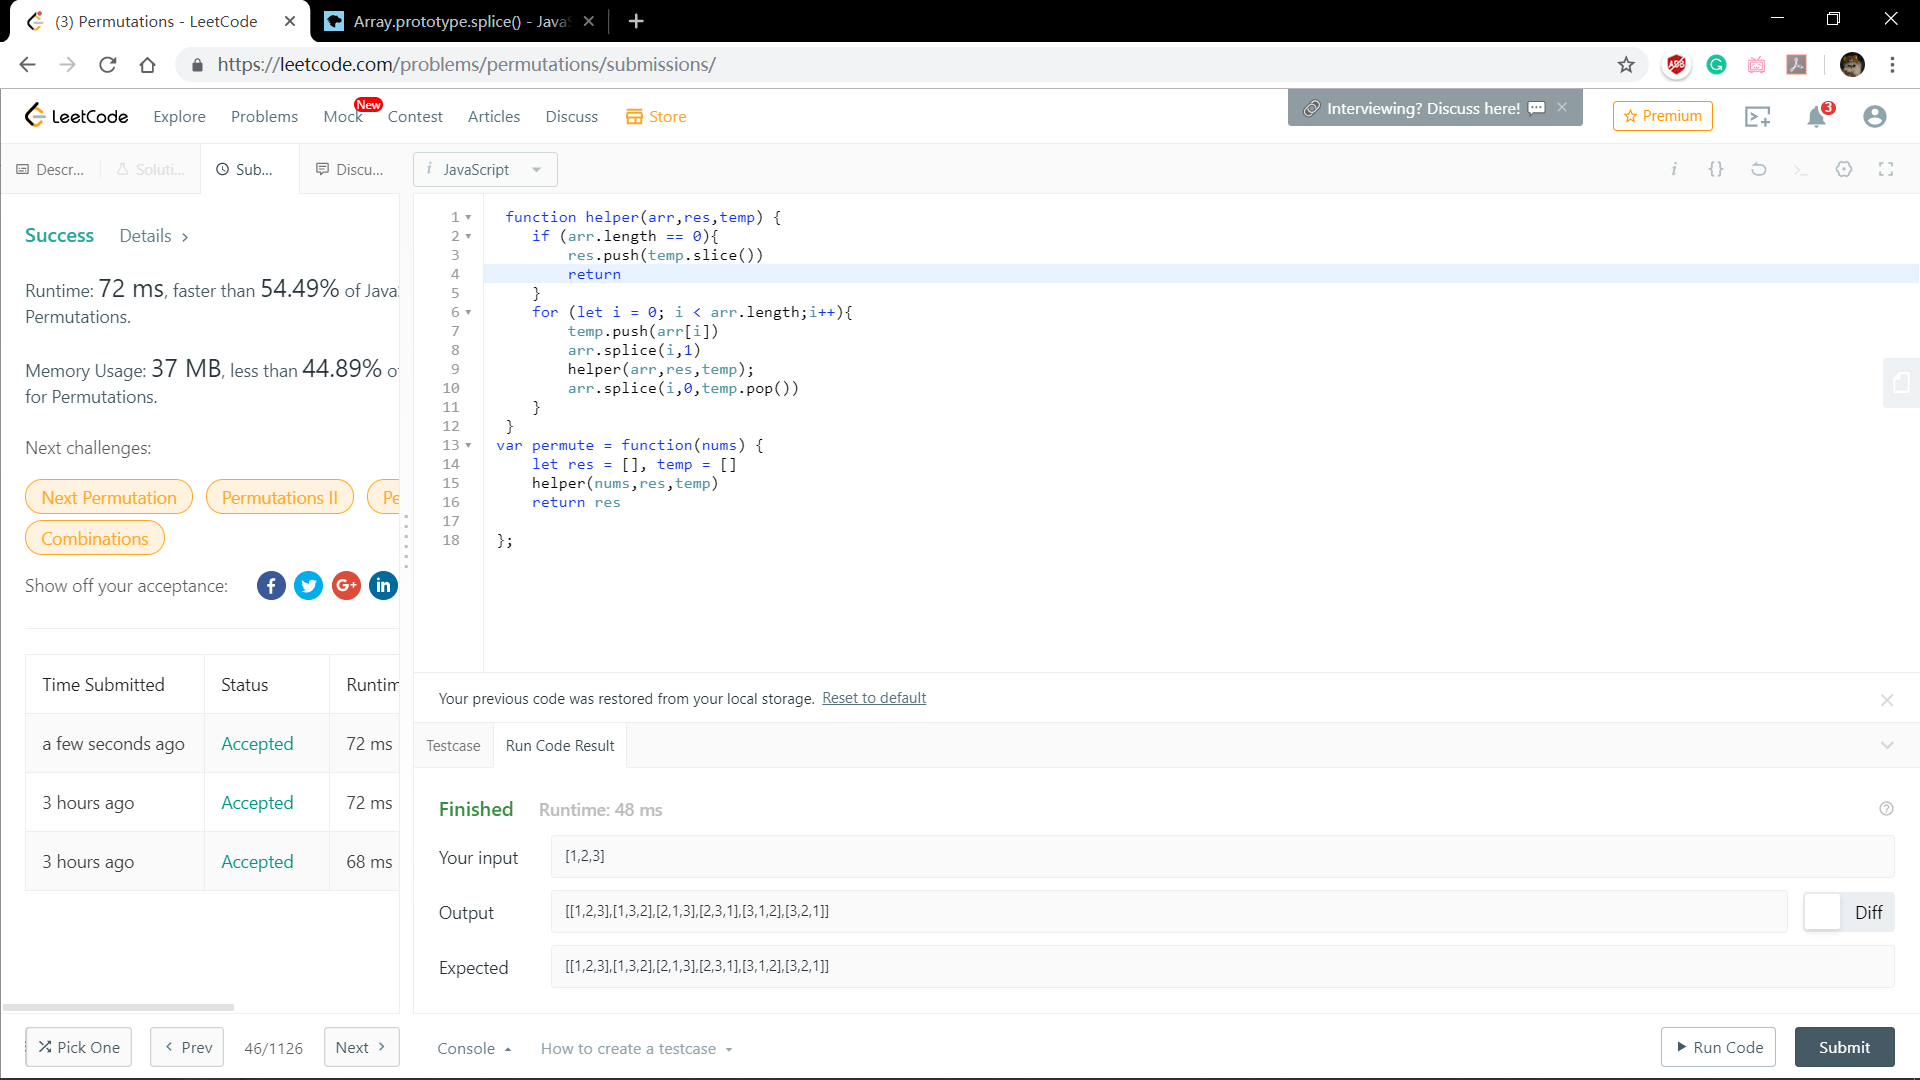 (3) Permutations - LeetCode
Array.prototype.splice() - Java
https://leetcode.com/problems/permutations/submissions/
LeetCode
Explore
Problems
Mock
New
Contest
Articles
Discuss
Store
Interviewing? Discuss here!
Premium
3
Descr...
Soluti...
Sub...
Discu...
i JavaScript
Success
Details
Runtime: 72 ms, faster than 54.49% of Java
Permutations.
Memory Usage: 37 MB, less than 44.89% of
for Permutations.
Next challenges:
Next Permutation
Permutations II
Pe
Combinations
Show off your acceptance:
Time Submitted Status Runtim
a few seconds ago Accepted 72 ms
3 hours ago Accepted 72 ms
3 hours ago Accepted 68 ms
1 function helper(arr,res,temp) {
2 if (arr.length == 0){
3 res.push(temp.slice())
4 return
5 }
6 for (let i = 0; i < arr.length;i++){
7 temp.push(arr[i])
8 arr.splice(i,1)
9 helper(arr,res,temp);
10 arr.splice(i,0,temp.pop())
11 }
12 }
13 var permute = function(nums) {
14 let res = [], temp = []
15 helper(nums,res,temp)
16 return res
17
18 };
Your previous code was restored from your local storage. Reset to default
Testcase
Run Code Result
Finished
Runtime: 48 ms
Your input
[1,2,3]
Output
[[1,2,3],[1,3,2],[2,1,3],[2,3,1],[3,1,2],[3,2,1]]
Diff
Expected
[[1,2,3],[1,3,2],[2,1,3],[2,3,1],[3,1,2],[3,2,1]]
Pick One
Prev
46/1126
Next
Console
How to create a testcase
Run Code
Submit